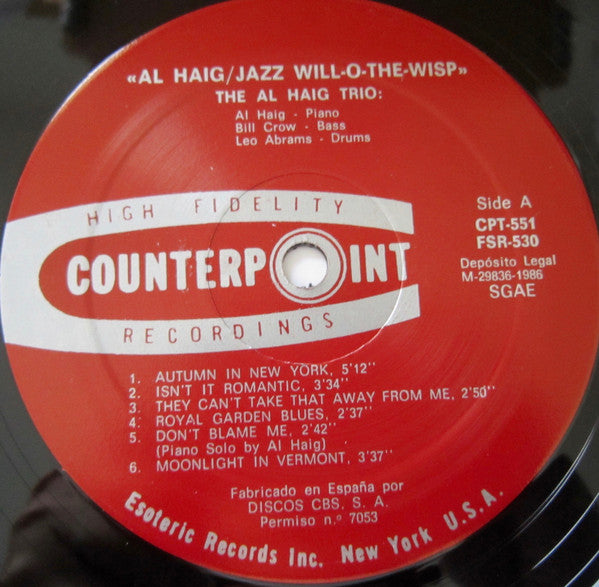 «AL HAIG/JAZZ WILL-O-THE-WISP»
THE AL HAIG TRIO:
Al Haig - Piano
Bill Crow - Bass
Leo Abrams - Drums
HIGH FIDELITY
COUNTERPOINT
RECORDINGS
Side A
CPT-551
FSR-530
Depósito Legal
M-29836-1986
SGAE
1. AUTUMN IN NEW YORK, 5'12''
2. ISN'T IT ROMANTIC, 3'34''
3. THEY CAN'T TAKE THAT AWAY FROM ME, 2'50''
4. ROYAL GARDEN BLUES, 2'37''
5. DON'T BLAME ME, 2'42''
(Piano Solo by Al Haig)
6. MOONLIGHT IN VERMONT, 3'37''
Fabricado en España por
DISCOS CBS, S. A.
Permiso n.º 7053
Esoteric Records Inc. New York U.S.A.